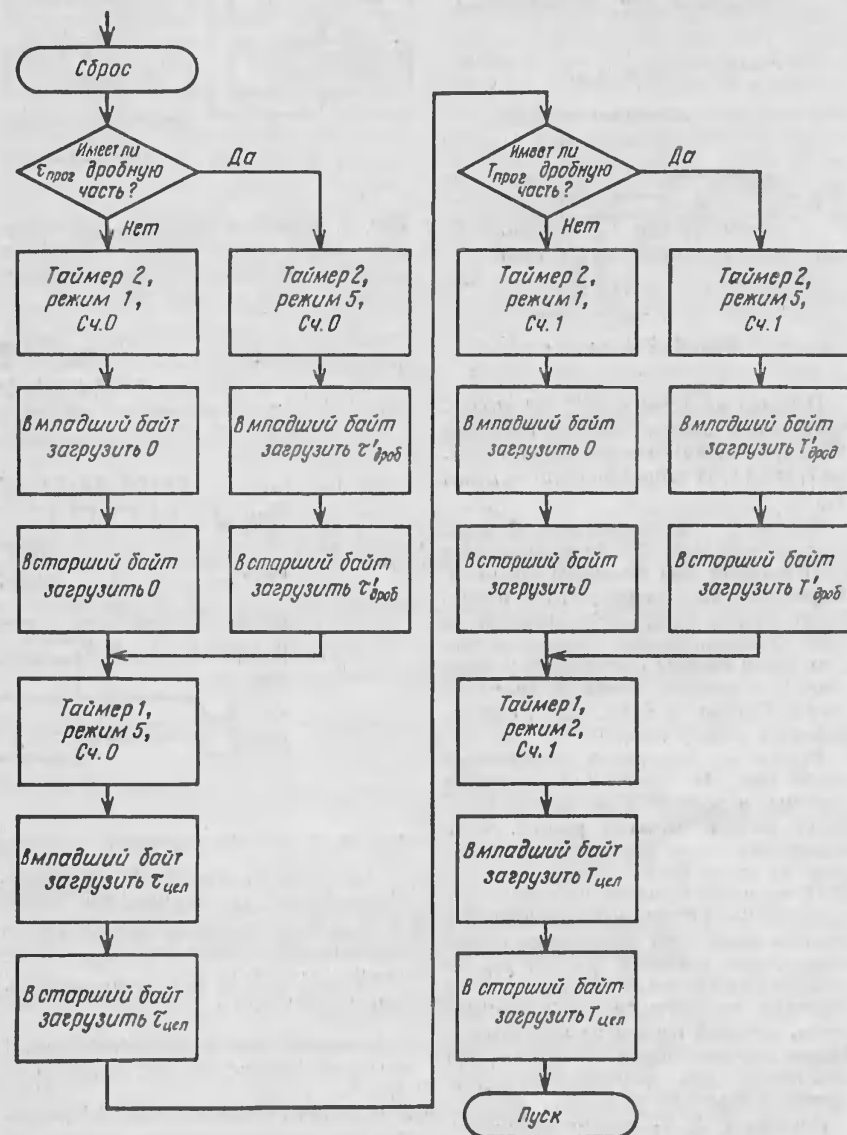 Сброс
Имеет ли
τпрог дробную
часть?
Да
Нет
Таймер 2,
режим 1,
Сч.0
Таймер 2,
режим 5,
Сч.0
В младший байт
загрузить 0
В младший байт
загрузить τ'дроб
В старший байт
загрузить 0
В старший байт
загрузить τ'дроб
Таймер 1,
режим 5,
Сч.0
В младший байт
загрузить τцел
В старший байт
загрузить τцел
Имеет ли
Tпрог дробную
часть?
Да
Нет
Таймер 2,
режим 1,
Сч.1
Таймер 2,
режим 5,
Сч.1
В младший байт
загрузить 0
В младший байт
загрузить T'дроб
В старший байт
загрузить 0
В старший байт
загрузить T'дроб
Таймер 1,
режим 2,
Сч.1
В младший байт
загрузить Tцел
В старший байт
загрузить Tцел
Пуск